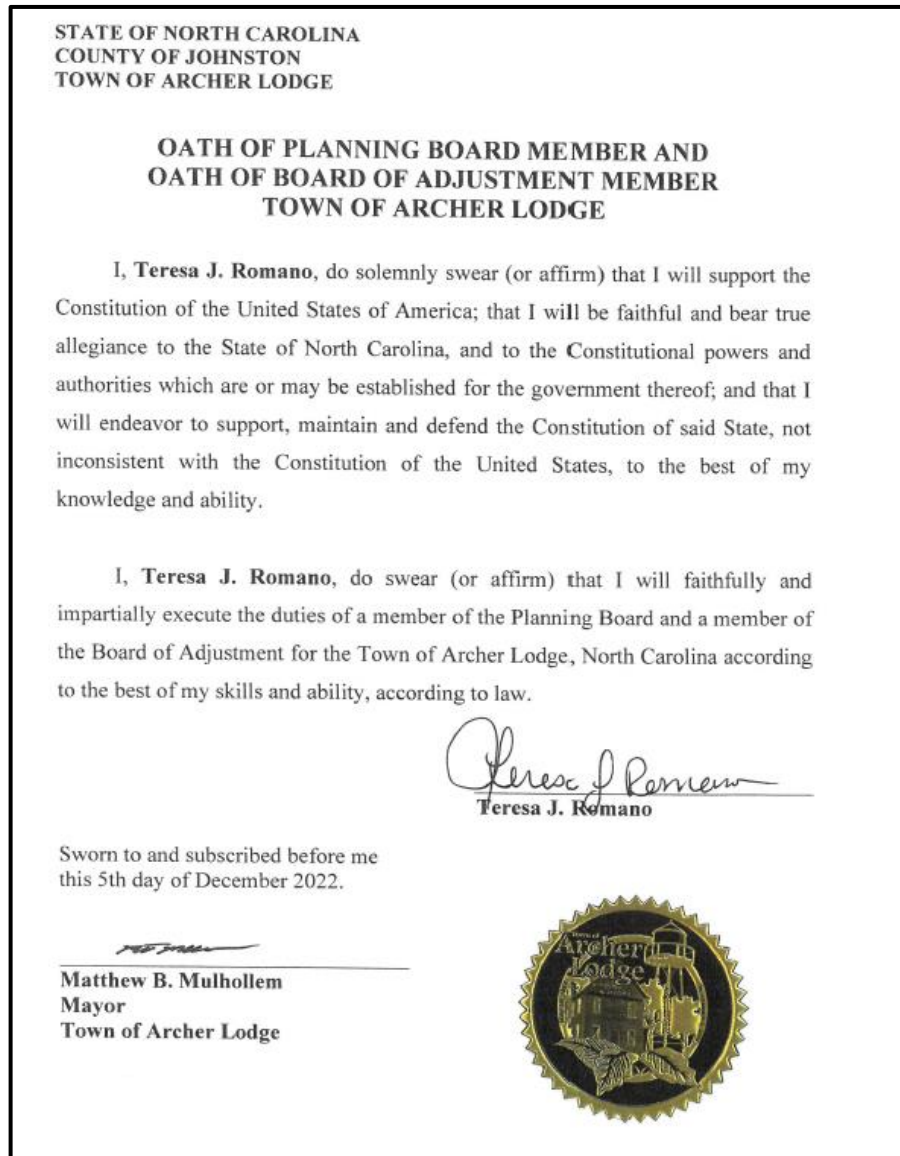 STATE OF NORTH CAROLINA
COUNTY OF JOHNSTON
TOWN OF ARCHER LODGE
OATH OF PLANNING BOARD MEMBER AND
OATH OF BOARD OF ADJUSTMENT MEMBER
TOWN OF ARCHER LODGE
I, Teresa J. Romano, do solemnly swear (or affirm) that I will support the
Constitution of the United States of America; that I will be faithful and bear true
allegiance to the State of North Carolina, and to the Constitutional powers and
authorities which are or may be established for the government thereof; and that I
will endeavor to support, maintain and defend the Constitution of said State, not
inconsistent with the Constitution of the United States, to the best of my
knowledge and ability.
I, Teresa J. Romano, do swear (or affirm) that I will faithfully and
impartially execute the duties of a member of the Planning Board and a member of
the Board of Adjustment for the Town of Archer Lodge, North Carolina according
to the best of my skills and ability, according to law.
Teresa J Romano
Teresa J. Romano
Sworn to and subscribed before me
this 5th day of December 2022.
Matthew B. Mulhollem
Mayor
Town of Archer Lodge
Town of
Archer
Lodge